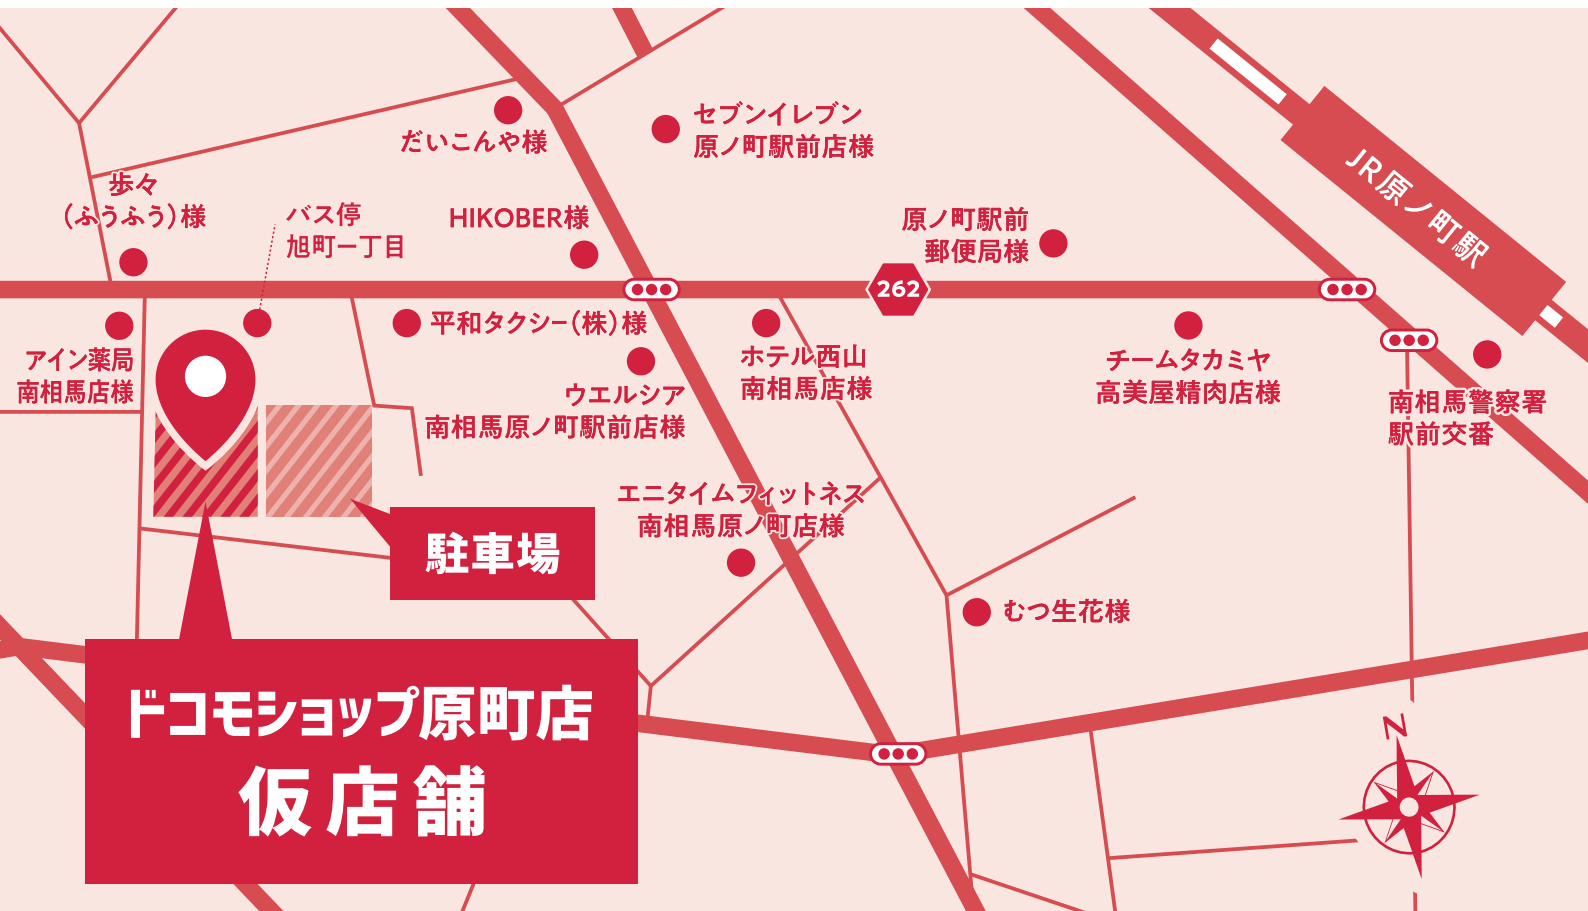 だいこんや様
セブンイレブン
原ノ町駅前店様
JR原ノ町駅
歩々
（ふうふう）様
バス停
旭町一丁目
HIKOBER様
原ノ町駅前
郵便局様
262
アイン薬局
南相馬店様
平和タクシー（株）様
ウエルシア
南相馬原ノ町駅前店様
ホテル西山
南相馬店様
チームタカミヤ
高美屋精肉店様
南相馬警察署
駅前交番
エニタイムフィットネス
南相馬原ノ町店様
駐車場
むつ生花様
ドコモショップ原町店
仮店舗
N